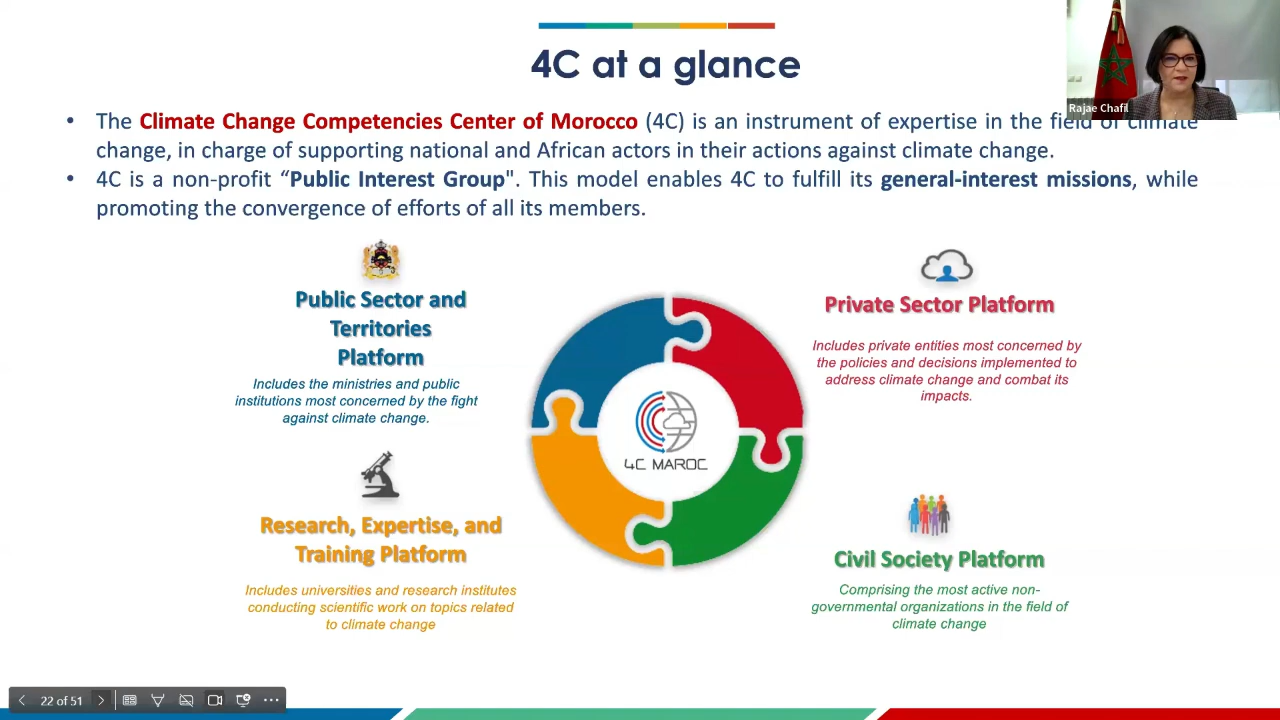 4C at a glance
Rajae Chafil
• The Climate Change Competencies Center of Morocco (4C) is an instrument of expertise in the field of climate
change, in charge of supporting national and African actors in their actions against climate change.
• 4C is a non-profit “Public Interest Group". This model enables 4C to fulfill its general-interest missions, while
promoting the convergence of efforts of all its members.
Public Sector and
Territories
Platform
Includes the ministries and public
institutions most concerned by the fight
against climate change.
Private Sector Platform
Includes private entities most concerned by
the policies and decisions implemented to
address climate change and combat its
impacts.
4C MAROC
Research, Expertise, and
Training Platform
Includes universities and research institutes
conducting scientific work on topics related
to climate change
Civil Society Platform
Comprising the most active non-
governmental organizations in the field of
climate change
22 of 51